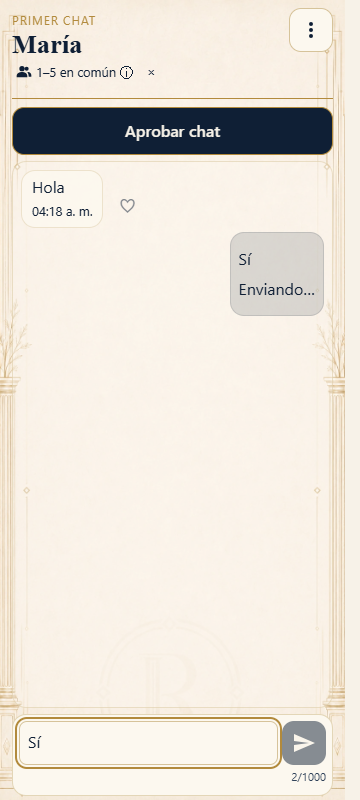 PRIMER CHAT
María
1–5 en común
×
Aprobar chat
Hola
04:18 a. m.
Sí
Enviando...
Sí
2/1000